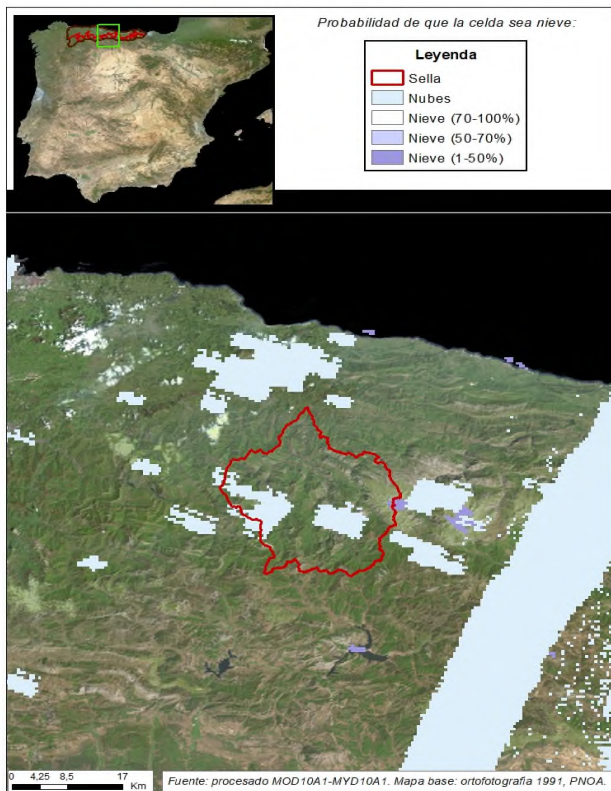 Probabilidad de que la celda sea nieve:
Leyenda
Sella
Nubes
Nieve (70-100%)
Nieve (50-70%)
Nieve (1-50%)
0 4,25 8,5 17
Km
Fuente: procesado MOD10A1-MYD10A1. Mapa base: ortofotografia 1991, PNOA.